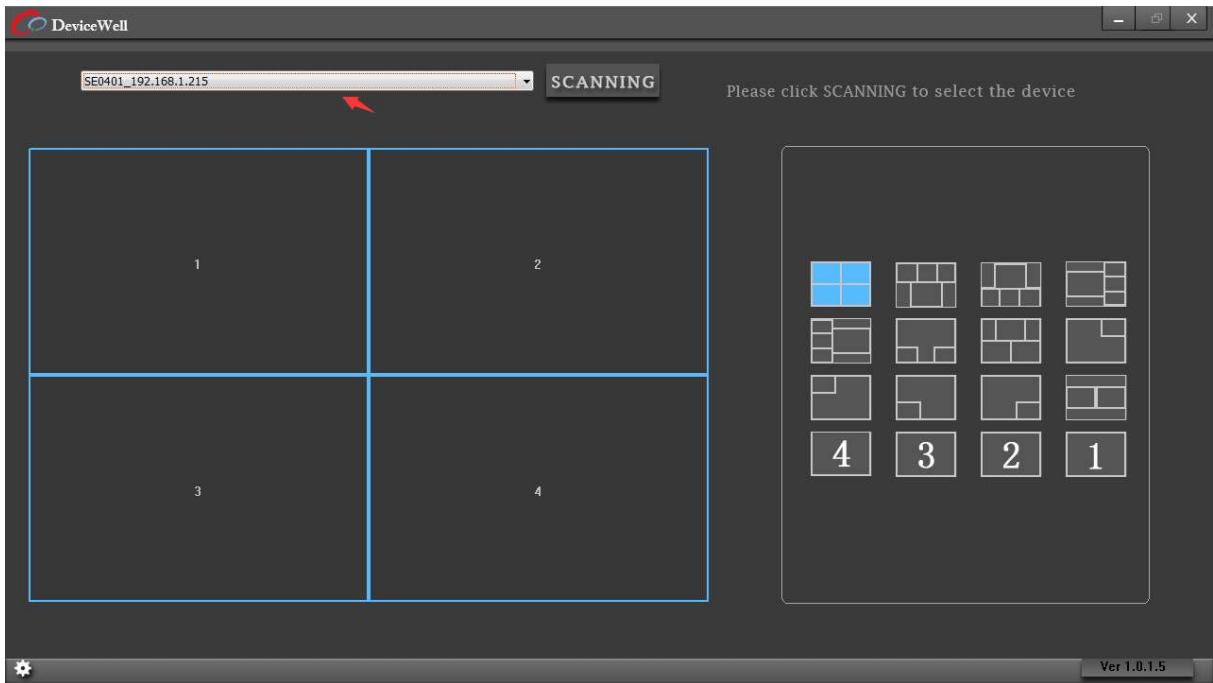 DeviceWell
SE0401_192.168.1.215
SCANNING
Please click SCANNING to select the device
1
2
3
4
4 3 2 1
Ver 1.0.1.5